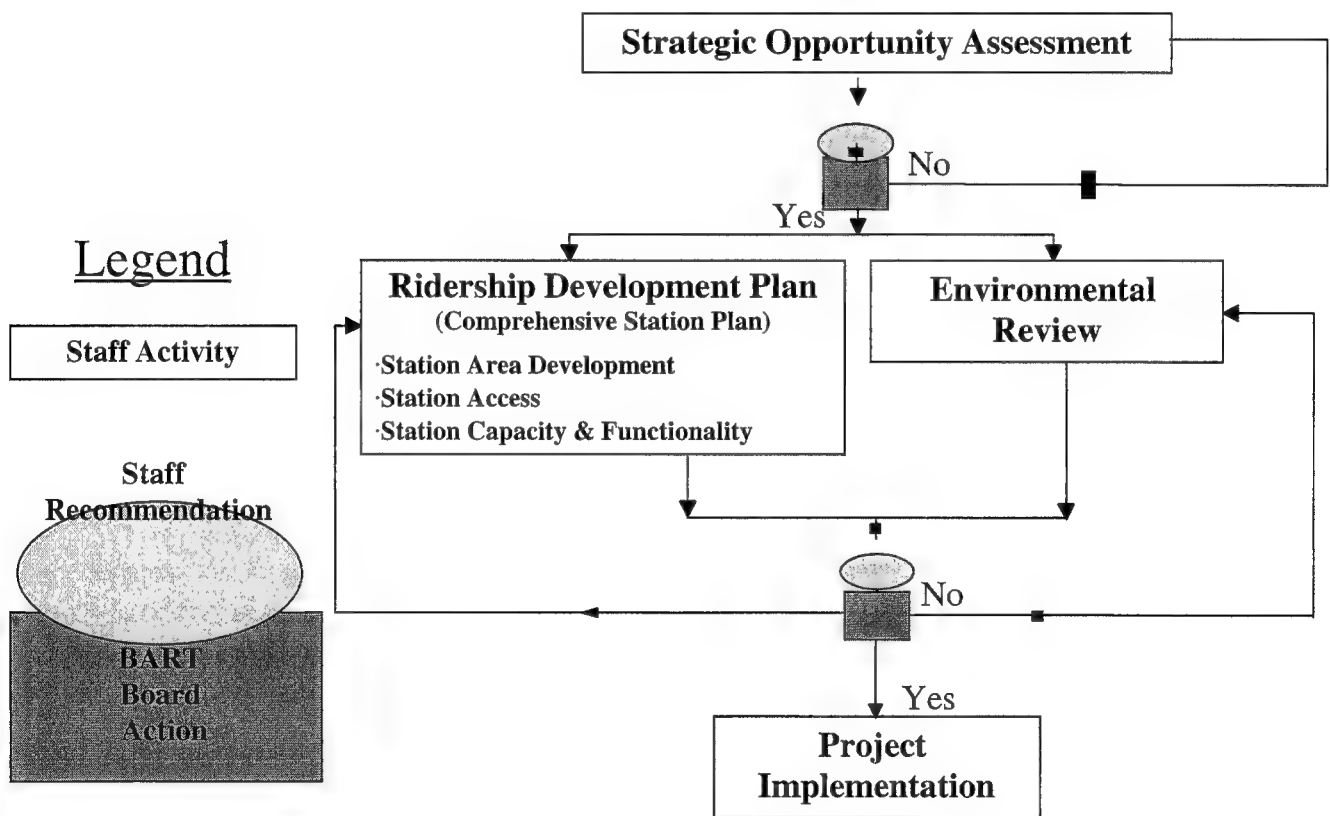 Strategic Opportunity Assessment
No
Yes
Legend
Staff Activity
Staff
Recommendation
BART
Board
Action
Ridership Development Plan
(Comprehensive Station Plan)
·Station Area Development
·Station Access
·Station Capacity & Functionality
Environmental
Review
No
Yes
Project
Implementation